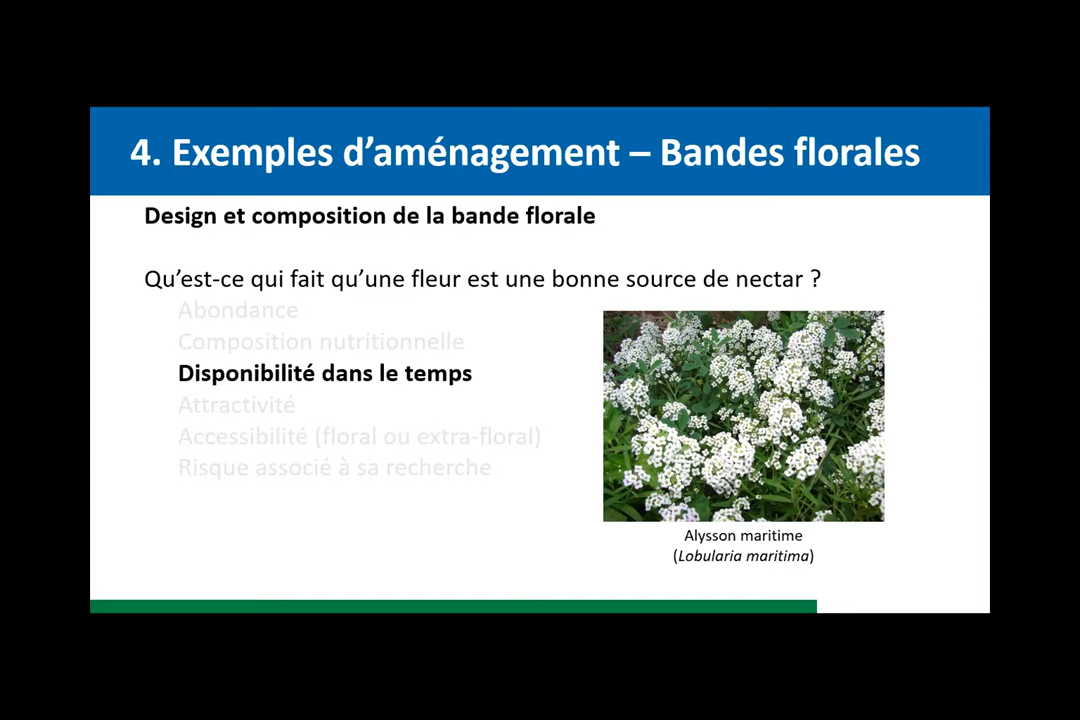 4. Exemples d’aménagement – Bandes florales
Design et composition de la bande florale
Qu’est-ce qui fait qu’une fleur est une bonne source de nectar ?
Abondance
Composition nutritionnelle
Disponibilité dans le temps
Attractivité
Accessibilité (floral ou extra-floral)
Risque associé à sa recherche
Alysson maritime
(Lobularia maritima)